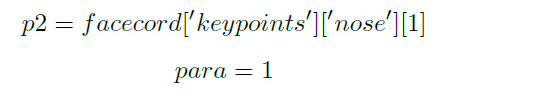 p2 = facecord['keypoints']['nose'][1]
para = 1